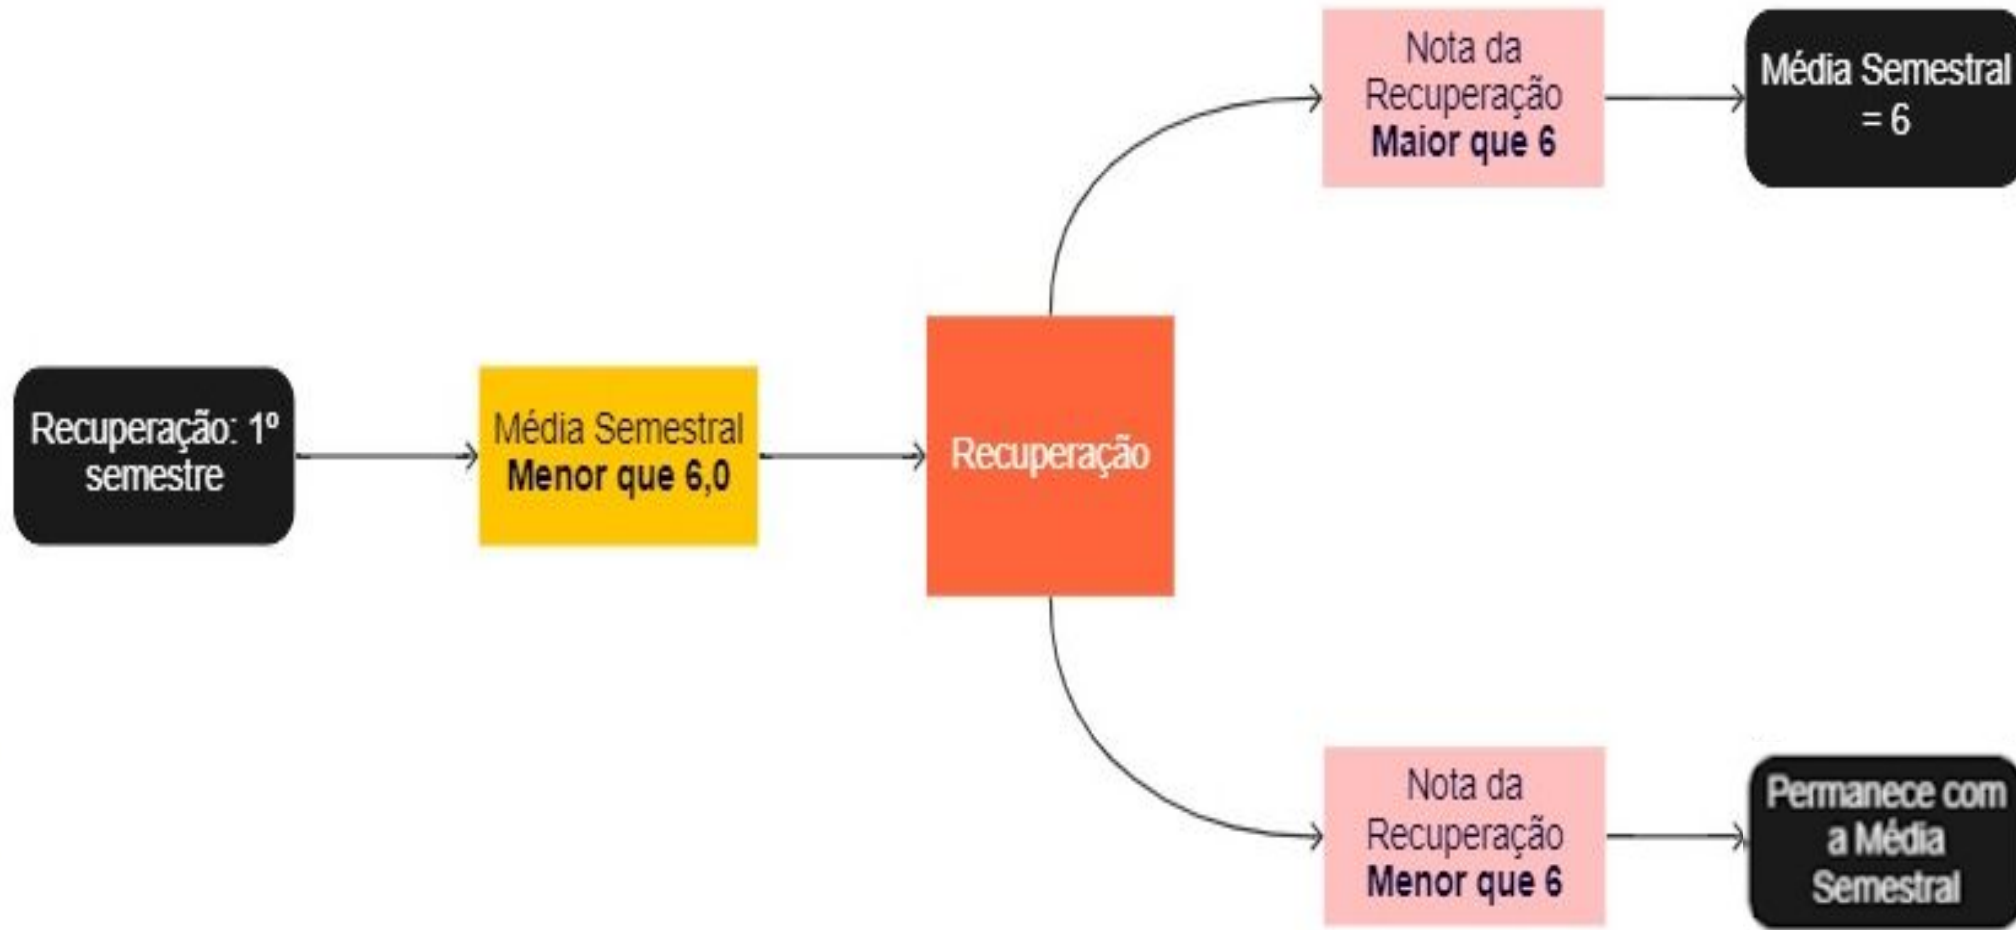 Recuperação: 1º
semestre
Média Semestral
Menor que 6,0
Recuperação
Nota da
Recuperação
Maior que 6
Média Semestral
= 6
Nota da
Recuperação
Menor que 6
Permanece com
a Média
Semestral